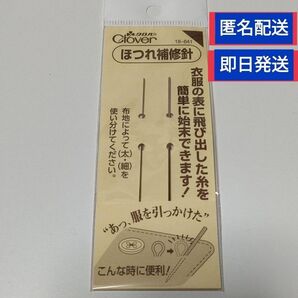 匿名配送
即日発送
クロバー
Clover
18-641
ほつれ補修針
衣服の表に飛び出した糸を
簡単に始末できます!
布地によって(太)(細)を
使い分けてください。
“あっ、服を引っかけた”
こんな時に便利!